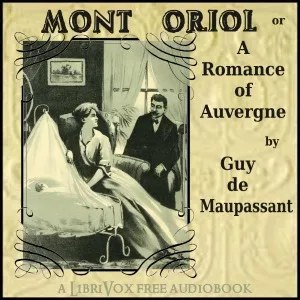 MONT ORIOL or
A
Romance
of
Auvergne
by
Guy
de
Maupassant
A LIBRIVOX FREE AUDIOBOOK